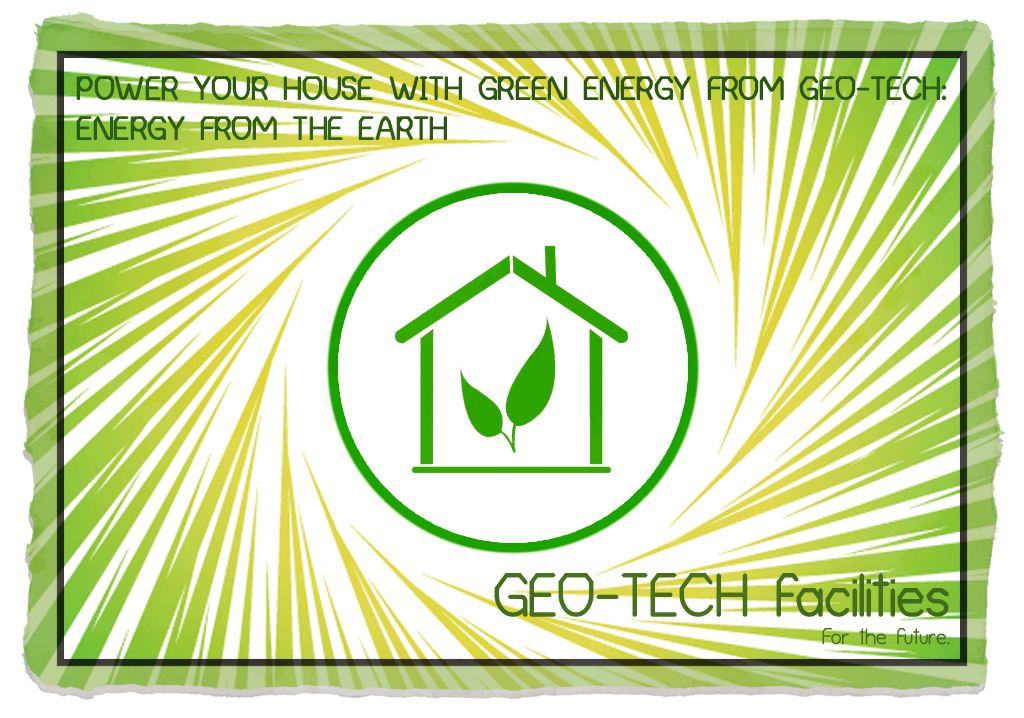 POWER YOUR HOUSE WITH GREEN ENERGY FROM GEO-TECH:
ENERGY FROM THE EARTH
GEO-TECH Facilities
For the future.